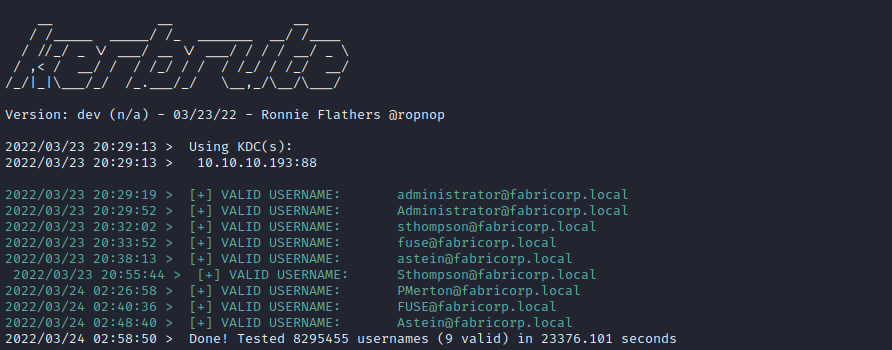 kerbrute
Version: dev (n/a) - 03/23/22 - Ronnie Flathers @ropnop
2022/03/23 20:29:13 >  Using KDC(s):
2022/03/23 20:29:13 >   10.10.10.193:88
2022/03/23 20:29:19 >  [+] VALID USERNAME:       administrator@fabricorp.local
2022/03/23 20:29:52 >  [+] VALID USERNAME:       Administrator@fabricorp.local
2022/03/23 20:32:02 >  [+] VALID USERNAME:       sthompson@fabricorp.local
2022/03/23 20:33:52 >  [+] VALID USERNAME:       fuse@fabricorp.local
2022/03/23 20:38:13 >  [+] VALID USERNAME:       astein@fabricorp.local
2022/03/23 20:55:44 >  [+] VALID USERNAME:       Sthompson@fabricorp.local
2022/03/24 02:26:58 >  [+] VALID USERNAME:       PMerton@fabricorp.local
2022/03/24 02:40:36 >  [+] VALID USERNAME:       FUSE@fabricorp.local
2022/03/24 02:48:40 >  [+] VALID USERNAME:       Astein@fabricorp.local
2022/03/24 02:58:50 >  Done! Tested 8295455 usernames (9 valid) in 23376.101 seconds